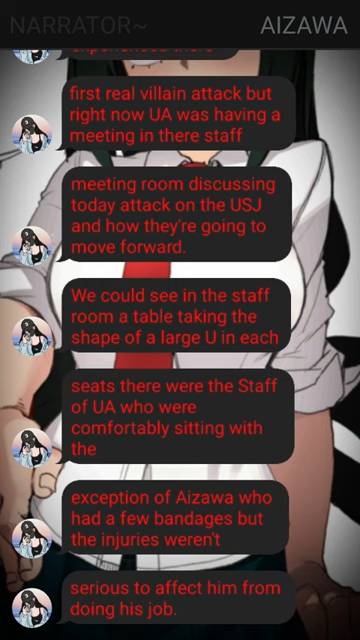 NARRATOR~
AIZAWA
experienced there
first real villain attack but
right now UA was having a
meeting in there staff
meeting room discussing
today attack on the USJ
and how they're going to
move forward.
We could see in the staff
room a table taking the
shape of a large U in each
seats there were the Staff
of UA who were
comfortably sitting with
the
exception of Aizawa who
had a few bandages but
the injuries weren't
serious to affect him from
doing his job.